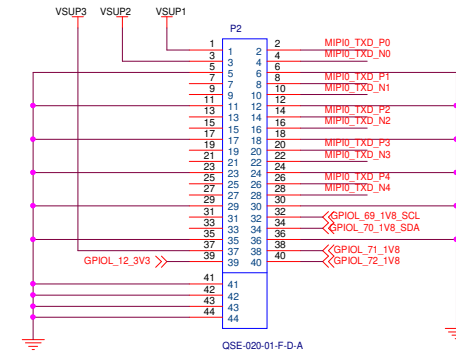 VSUP3 VSUP2 VSUP1
P2
1 1 2 2 MIPI0_TXD_P0
3 3 4 4 MIPI0_TXD_N0
5 5 6 6
7 7 8 8 MIPI0_TXD_P1
9 9 10 10 MIPI0_TXD_N1
11 11 12 12
13 13 14 14 MIPI0_TXD_P2
15 15 16 16 MIPI0_TXD_N2
17 17 18 18
19 19 20 20 MIPI0_TXD_P3
21 21 22 22 MIPI0_TXD_N3
23 23 24 24
25 25 26 26 MIPI0_TXD_P4
27 27 28 28 MIPI0_TXD_N4
29 29 30 30
31 31 32 32 GPIOL_69_1V8_SCL
33 33 34 34 GPIOL_70_1V8_SDA
35 35 36 36
37 37 38 38 GPIOL_71_1V8
GPIOL_12_3V3 39 39 40 40 GPIOL_72_1V8
41 41
42 42
43 43
44 44
QSE-020-01-F-D-A